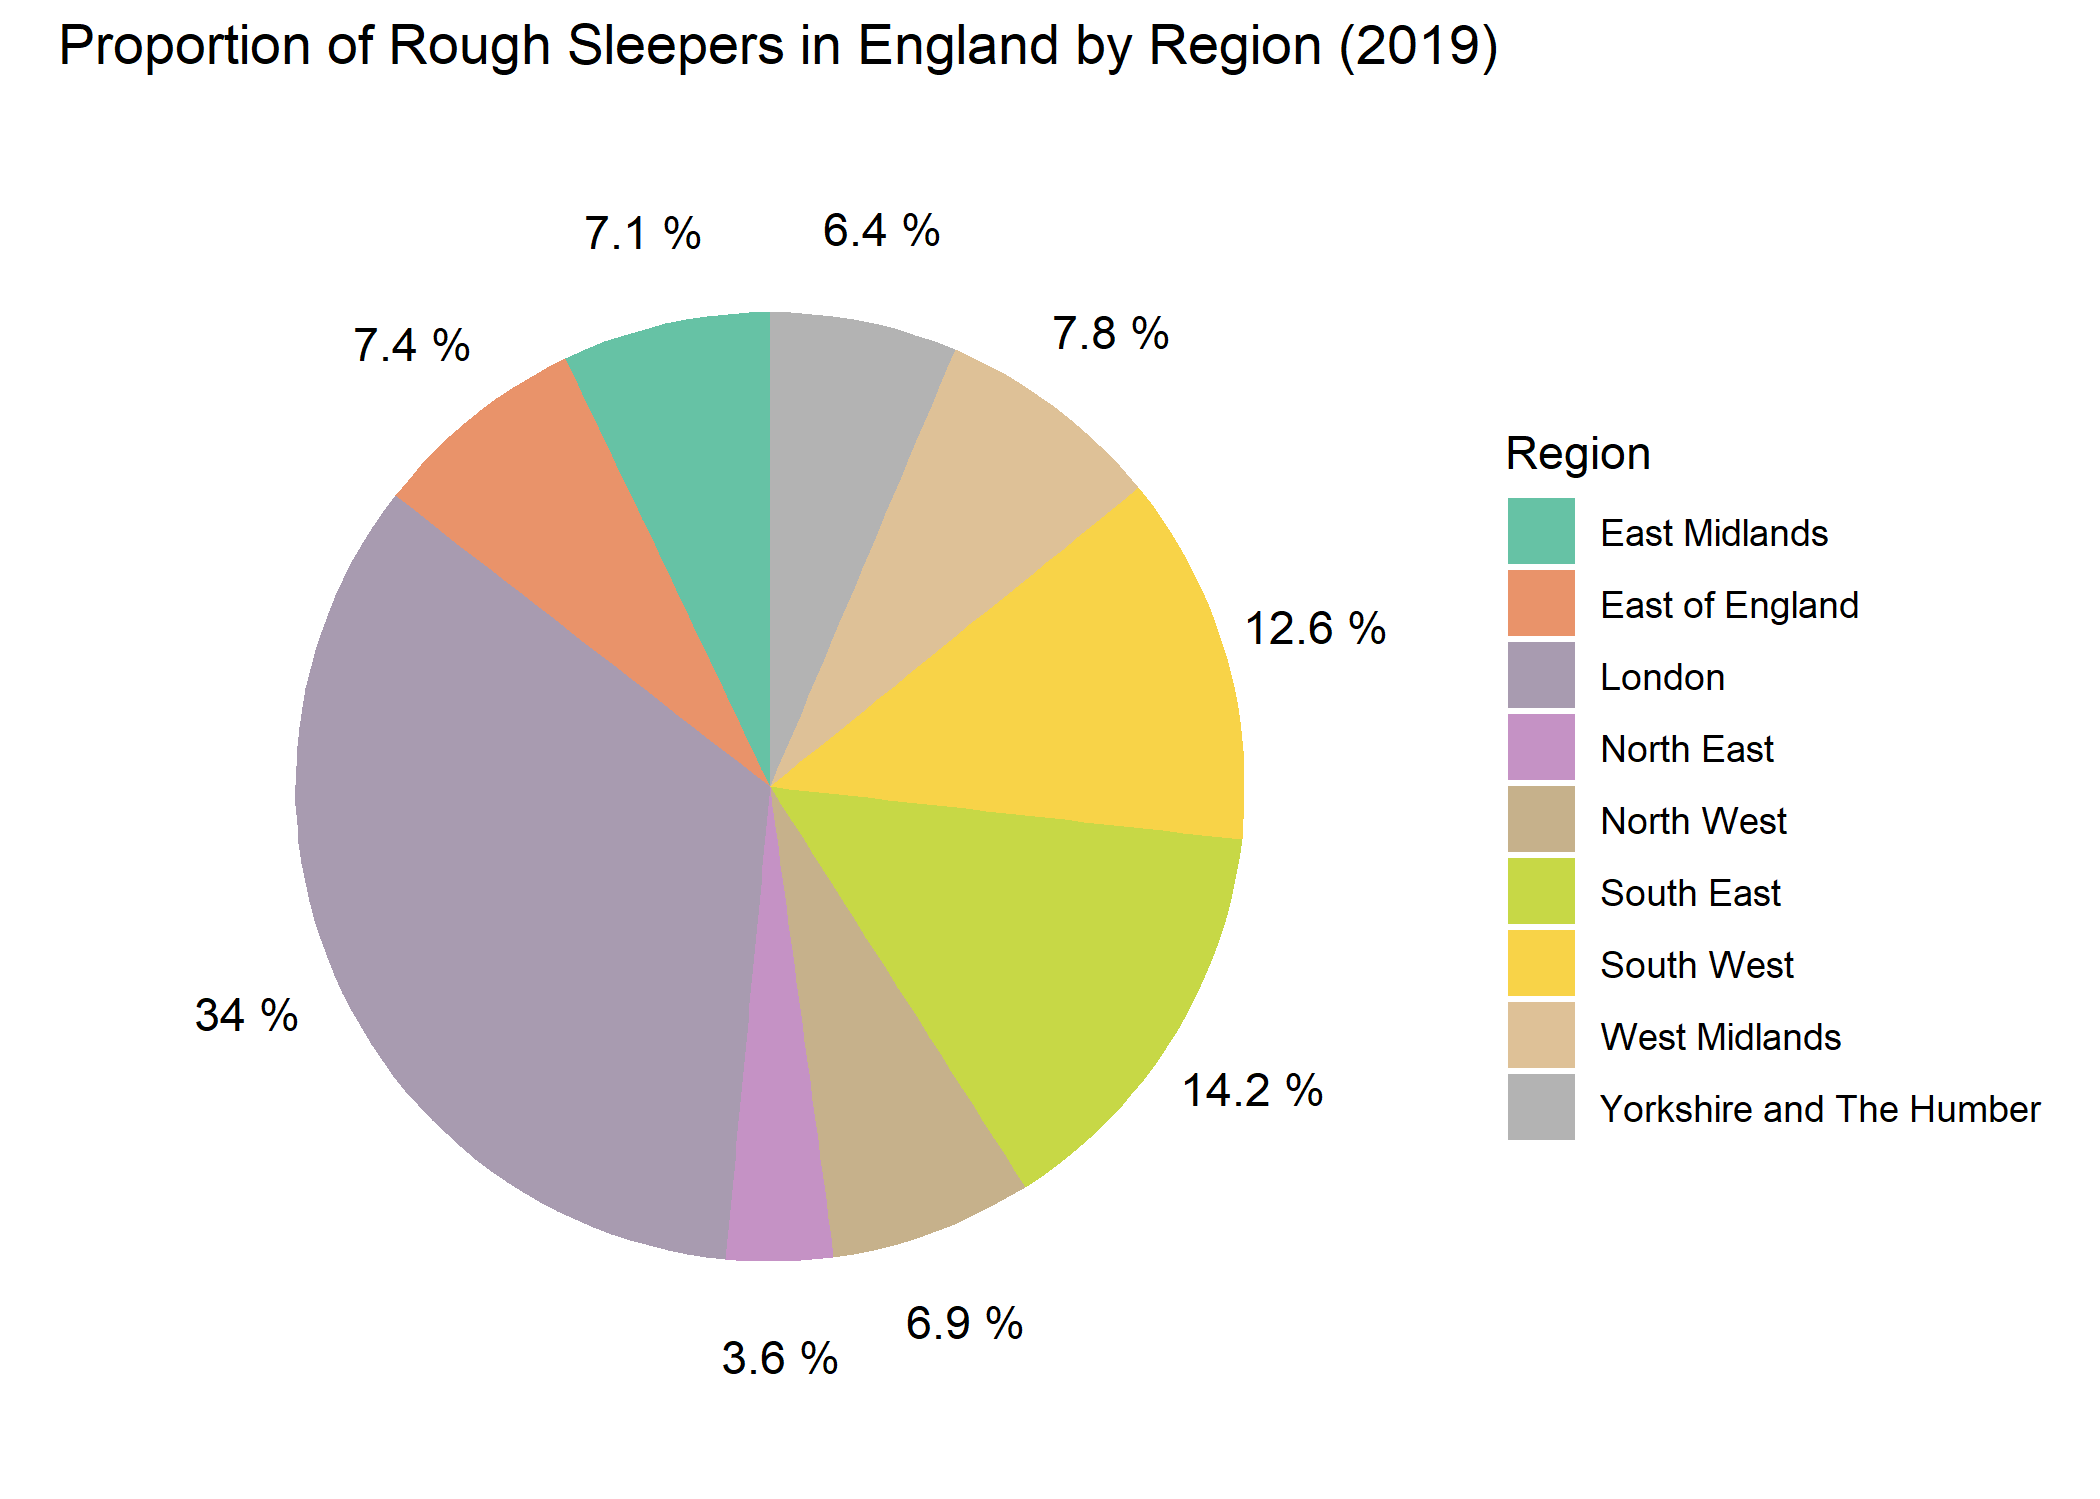 Proportion of Rough Sleepers in England by Region (2019)
7.1 %
6.4 %
7.4 %
7.8 %
12.6 %
34 %
14.2 %
6.9 %
3.6 %
Region
East Midlands
East of England
London
North East
North West
South East
South West
West Midlands
Yorkshire and The Humber